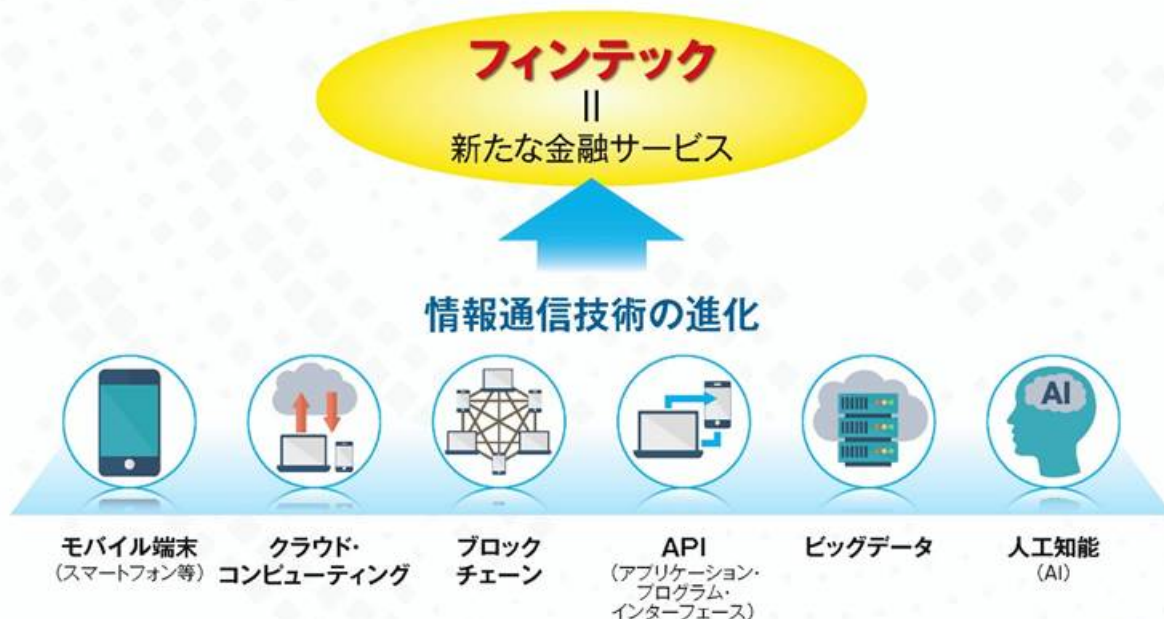 フィンテック
||
新たな金融サービス
情報通信技術の進化
AI
モバイル端末
(スマートフォン等)
クラウド・
コンピューティング
ブロック
チェーン
API
(アプリケーション・
プログラム・
インターフェース)
ビッグデータ
人工知能
(AI)